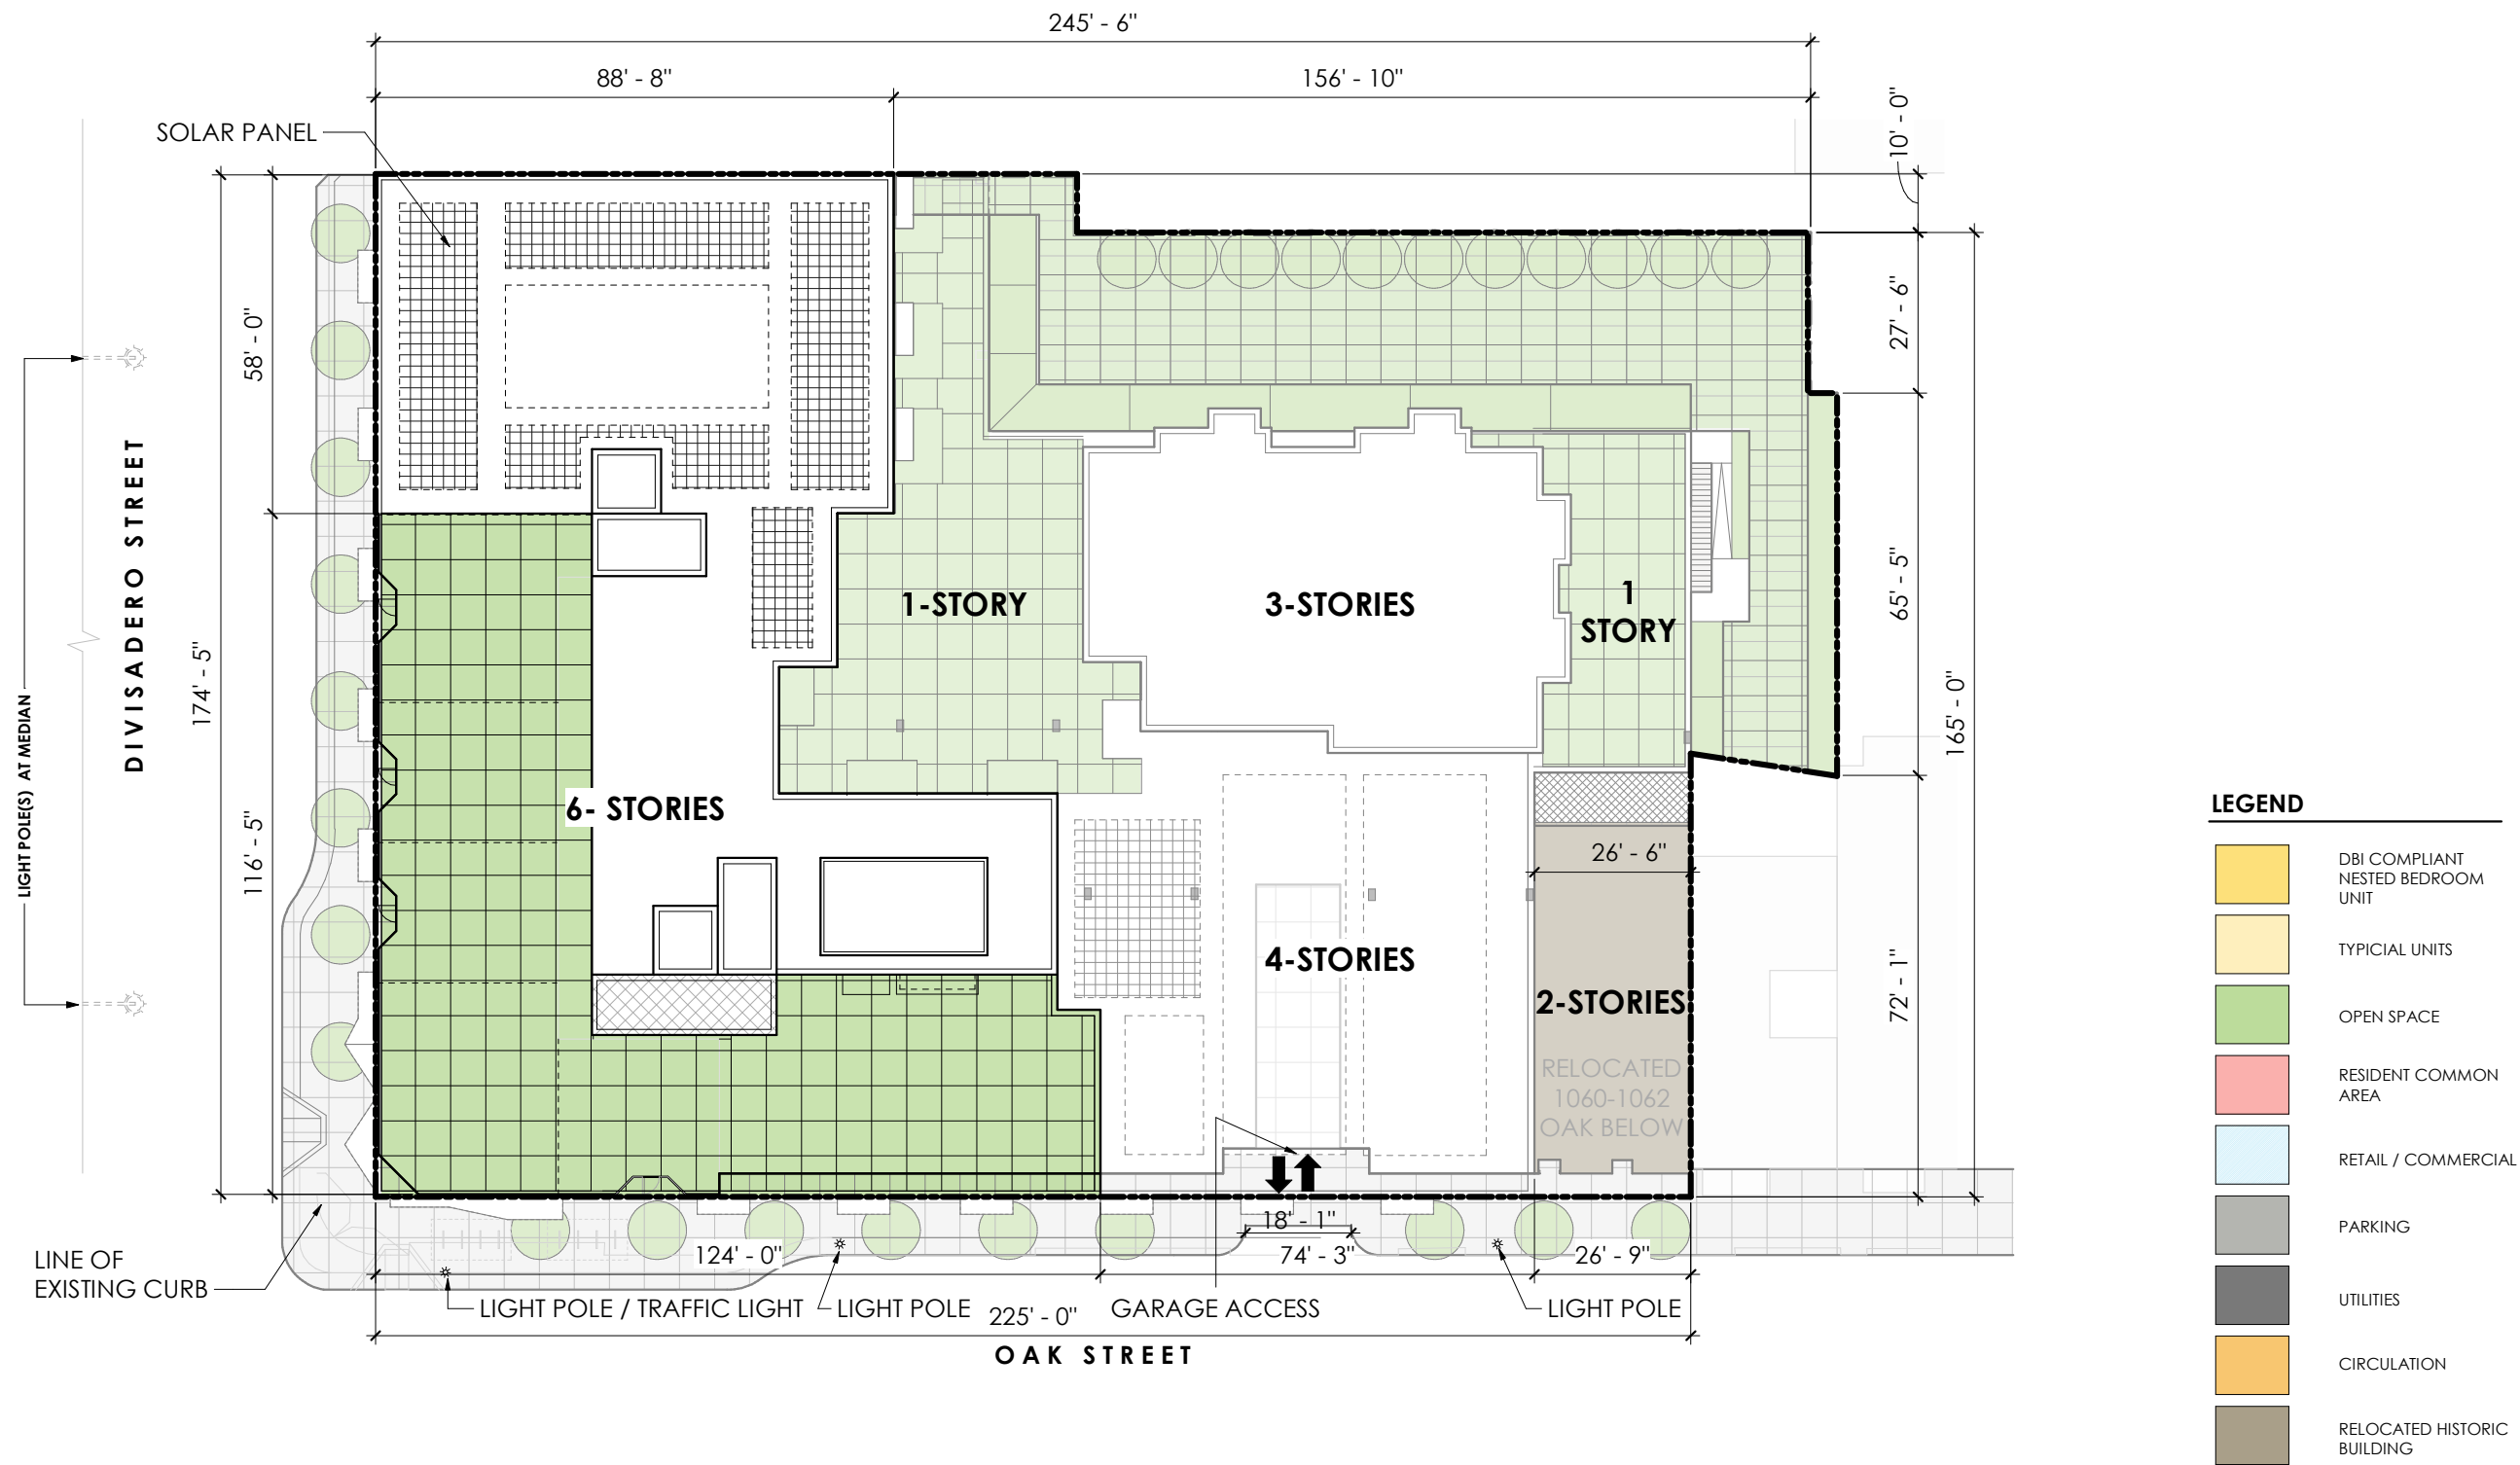 245' - 6"
88' - 8"
156' - 10"
10' - 0"
SOLAR PANEL
58' - 0"
27' - 6"
DIVISADERO STREET
174' - 5"
LIGHT POLE(S) AT MEDIAN
1-STORY
3-STORIES
1
STORY
65' - 5"
165' - 0"
116' - 5"
6- STORIES
26' - 6"
4-STORIES
2-STORIES
72' - 1"
RELOCATED
1060-1062
OAK BELOW
18' - 1"
124' - 0"
74' - 3"
26' - 9"
LINE OF
EXISTING CURB
LIGHT POLE / TRAFFIC LIGHT
LIGHT POLE
225' - 0"
GARAGE ACCESS
LIGHT POLE
OAK STREET
LEGEND
DBI COMPLIANT
NESTED BEDROOM
UNIT
TYPICIAL UNITS
OPEN SPACE
RESIDENT COMMON
AREA
RETAIL / COMMERCIAL
PARKING
UTILITIES
CIRCULATION
RELOCATED HISTORIC
BUILDING